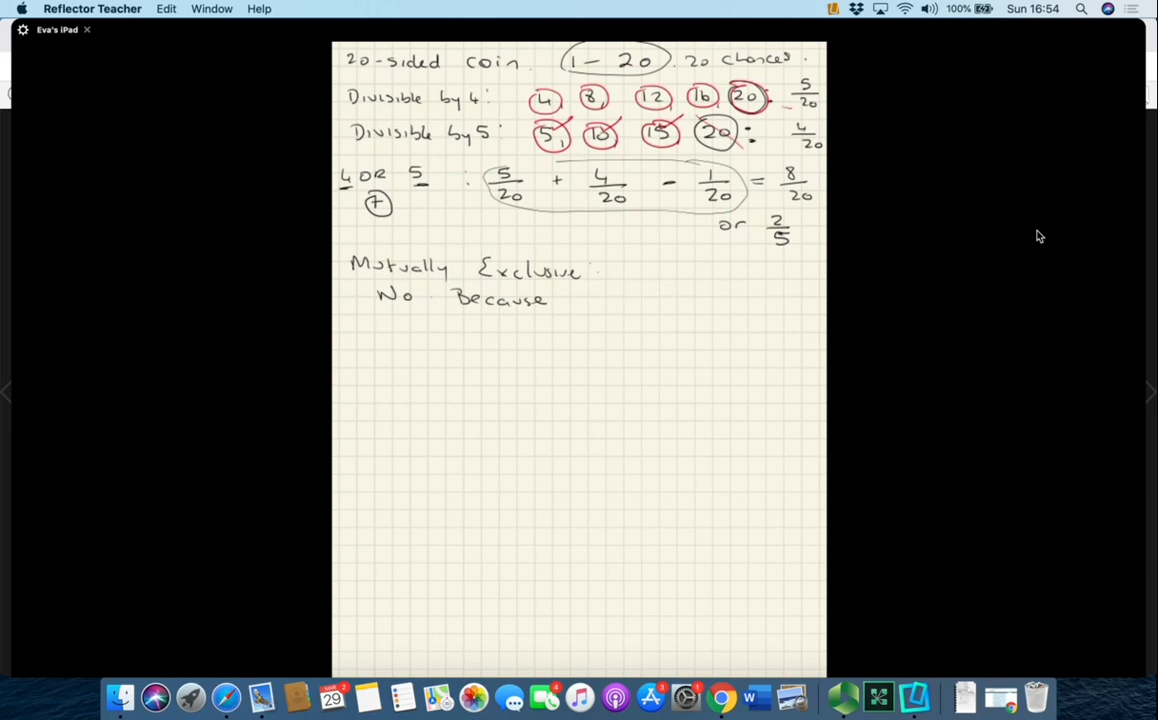 Reflector Teacher Edit Window Help 100% Sun 16:54
Eva's iPad
20-sided coin. 1 - 20. 20 chances.
Divisible by 4: 4, 8, 12, 16, 20: 5/20
Divisible by 5: 5, 10, 15, 20: 4/20
4 OR 5 : 5/20 + 4/20 - 1/20 = 8/20
+
or 2/5
Mutually Exclusive:
No. Because
MAR 29